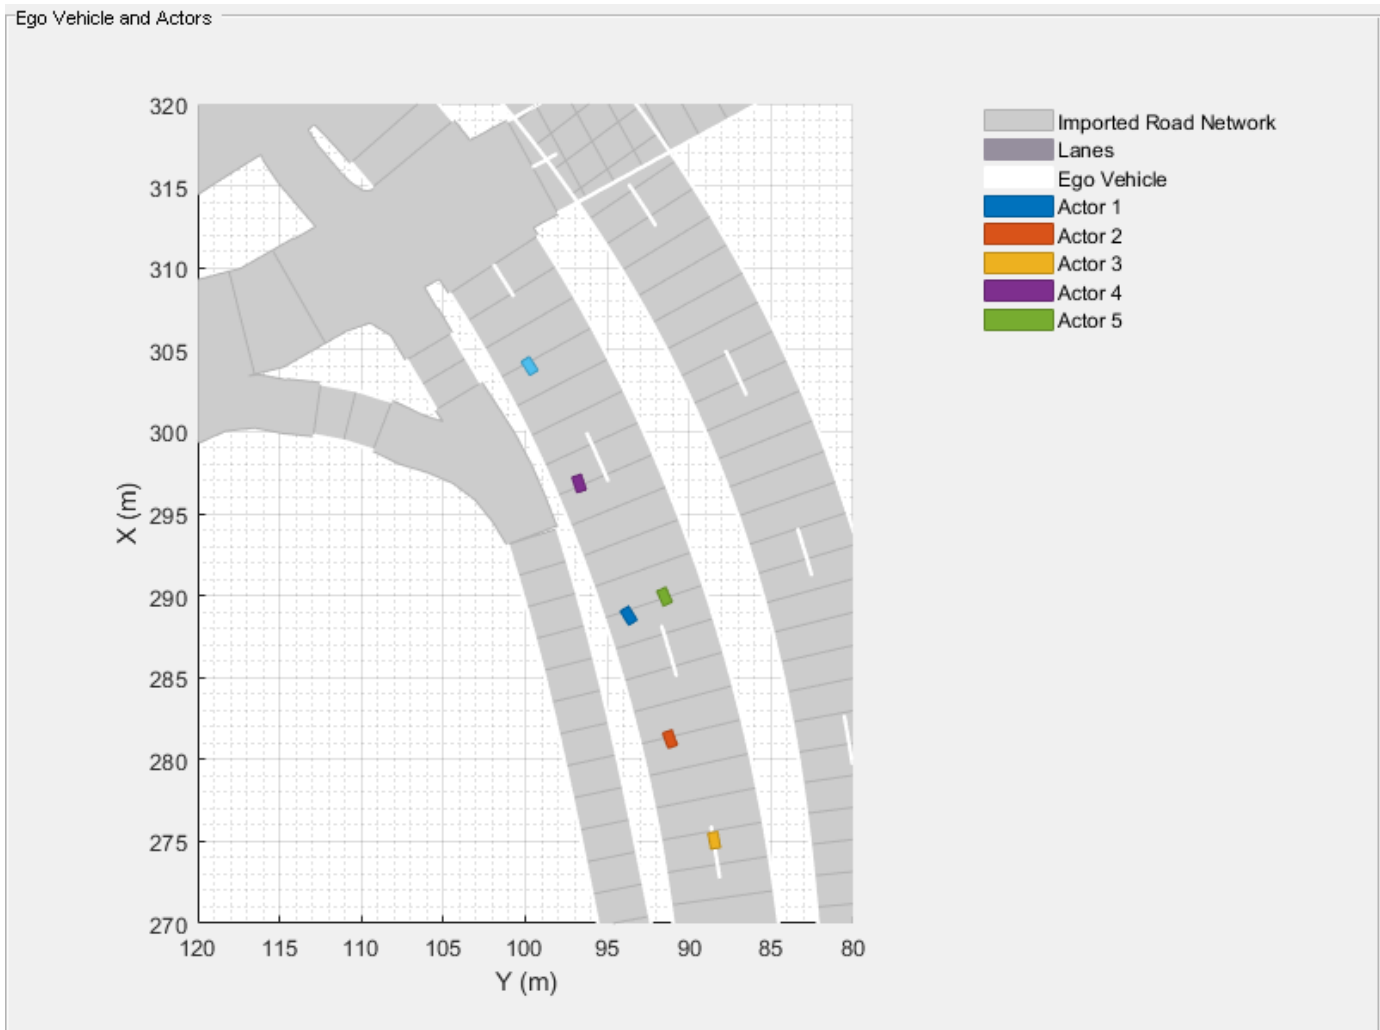 Ego Vehicle and Actors
320
315
310
305
300
295
290
285
280
275
270
X (m)
120
115
110
105
100
95
90
85
80
Y (m)
Imported Road Network
Lanes
Ego Vehicle
Actor 1
Actor 2
Actor 3
Actor 4
Actor 5